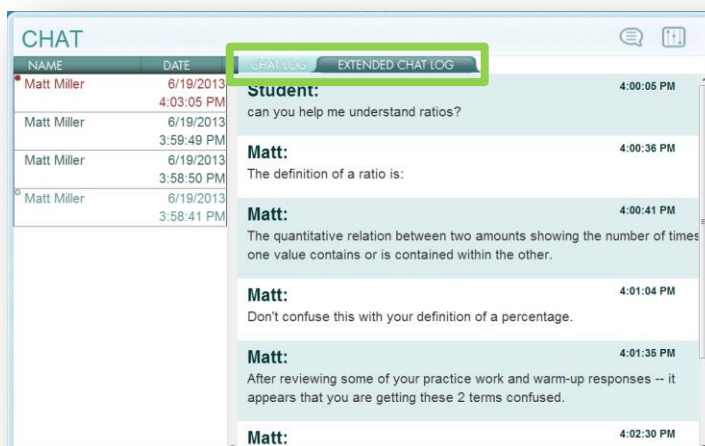 CHAT
NAME DATE
CHAT LOG EXTENDED CHAT LOG
Matt Miller 6/19/2013
4:03:05 PM
Matt Miller 6/19/2013
3:59:49 PM
Matt Miller 6/19/2013
3:58:50 PM
Matt Miller 6/19/2013
3:58:41 PM
Student: 4:00:05 PM
can you help me understand ratios?
Matt: 4:00:36 PM
The definition of a ratio is:
Matt: 4:00:41 PM
The quantitative relation between two amounts showing the number of times
one value contains or is contained within the other.
Matt: 4:01:04 PM
Don't confuse this with your definition of a percentage.
Matt: 4:01:35 PM
After reviewing some of your practice work and warm-up responses -- it
appears that you are getting these 2 terms confused.
Matt: 4:02:30 PM